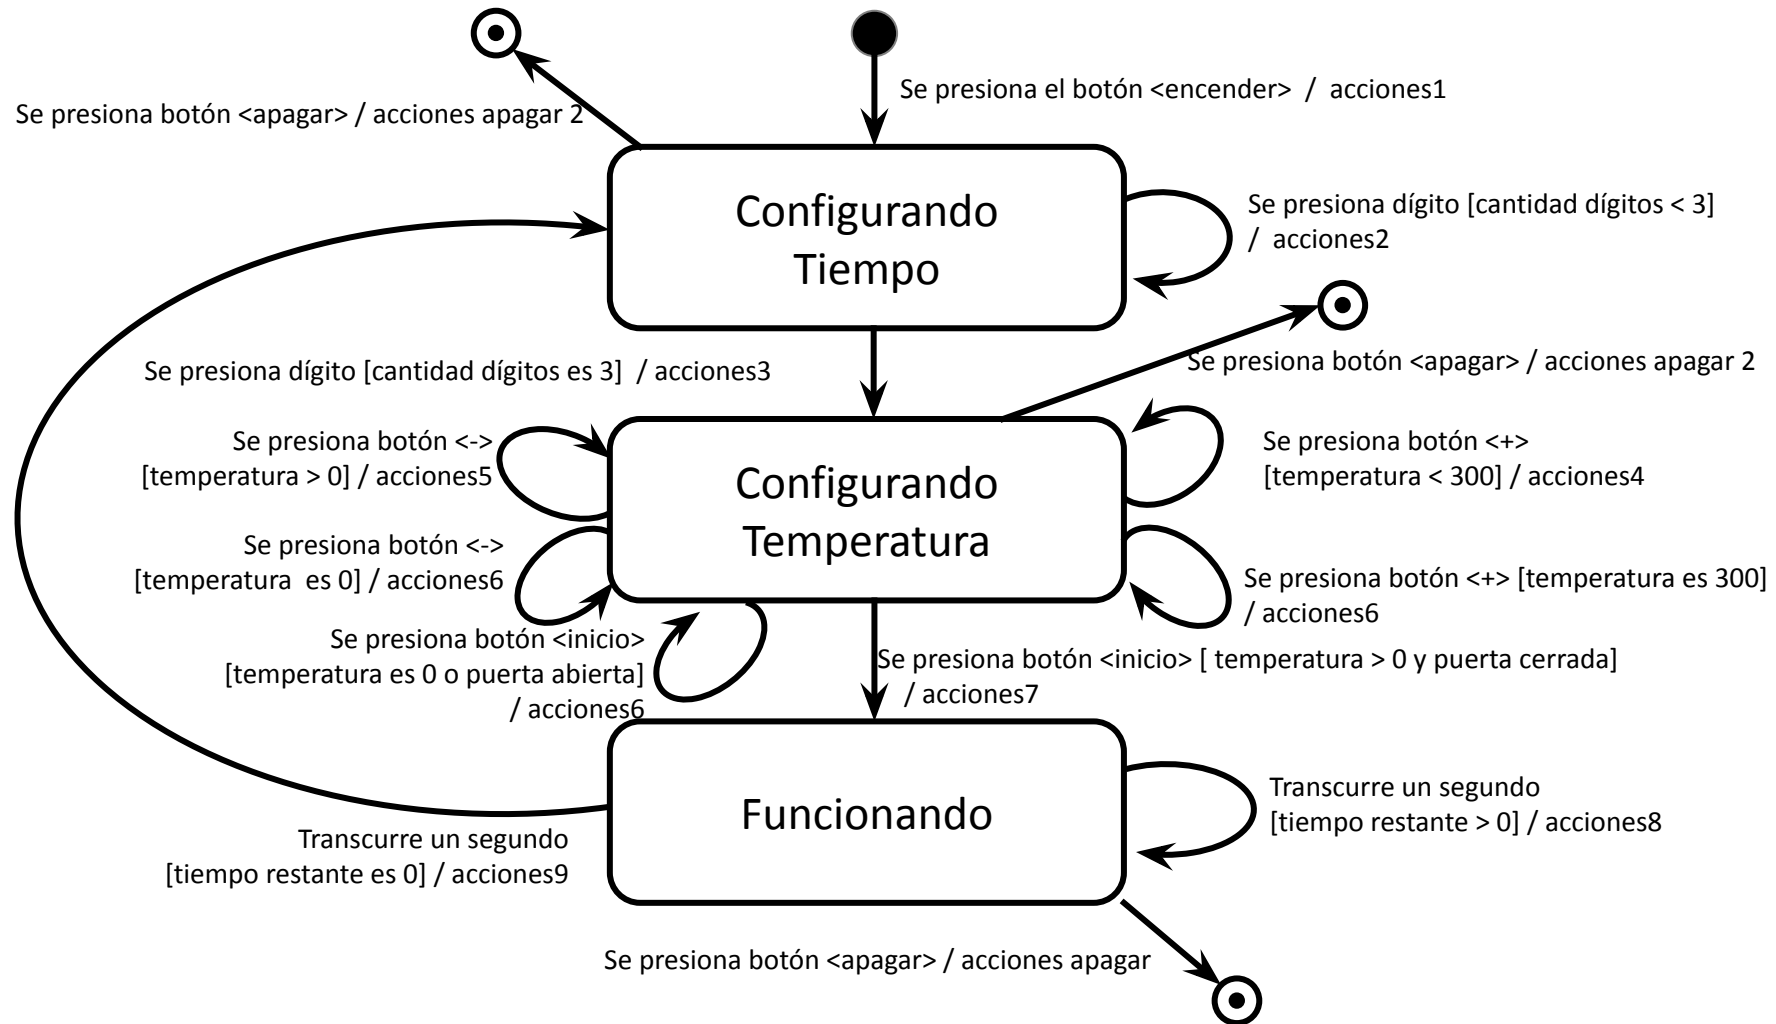 Se presiona el botón <encender> / acciones1
Se presiona botón <apagar> / acciones apagar 2
Configurando
Tiempo
Se presiona dígito [cantidad dígitos < 3]
/ acciones2
Se presiona dígito [cantidad dígitos es 3] / acciones3
Se presiona botón <apagar> / acciones apagar 2
Se presiona botón <->
[temperatura > 0] / acciones5
Configurando
Temperatura
Se presiona botón <+>
[temperatura < 300] / acciones4
Se presiona botón <->
[temperatura es 0] / acciones6
Se presiona botón <+> [temperatura es 300]
/ acciones6
Se presiona botón <inicio>
[temperatura es 0 o puerta abierta]
/ acciones6
Se presiona botón <inicio> [ temperatura > 0 y puerta cerrada]
/ acciones7
Funcionando
Transcurre un segundo
[tiempo restante > 0] / acciones8
Transcurre un segundo
[tiempo restante es 0] / acciones9
Se presiona botón <apagar> / acciones apagar